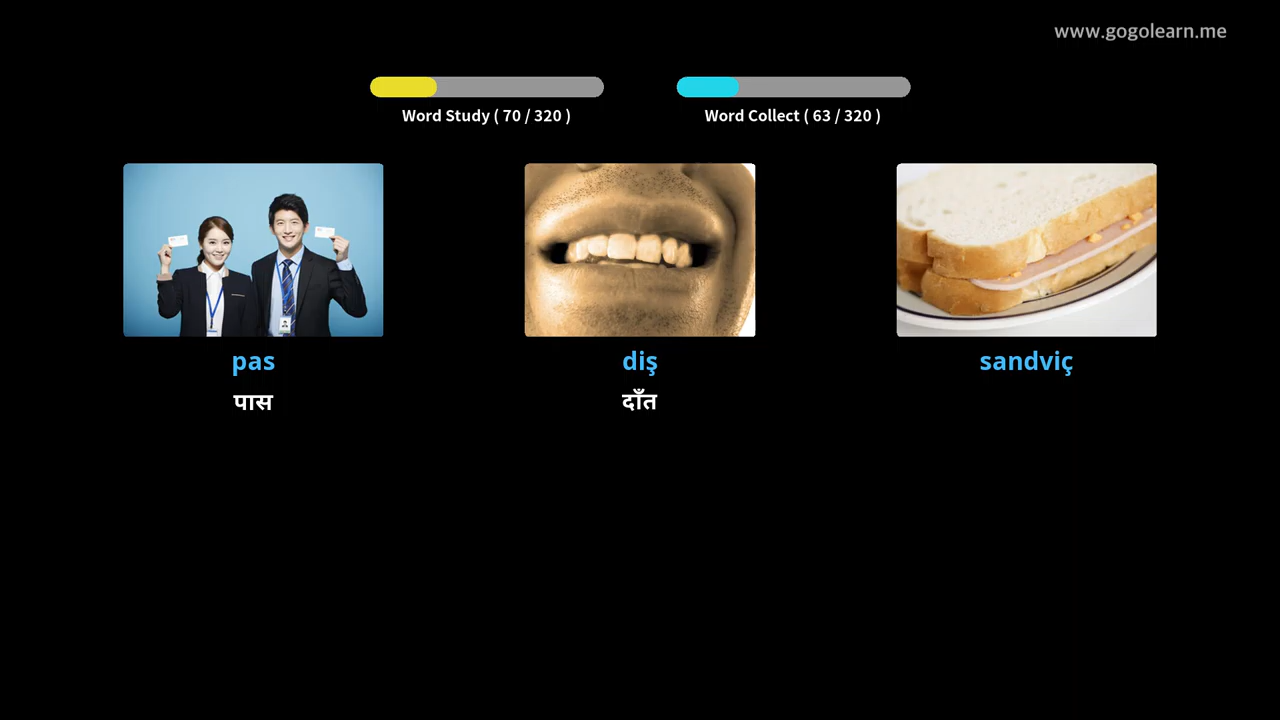 www.gogolearn.me
Word Study ( 70 / 320 )
Word Collect ( 63 / 320 )
pas
diş
sandviç
पास
दाँत